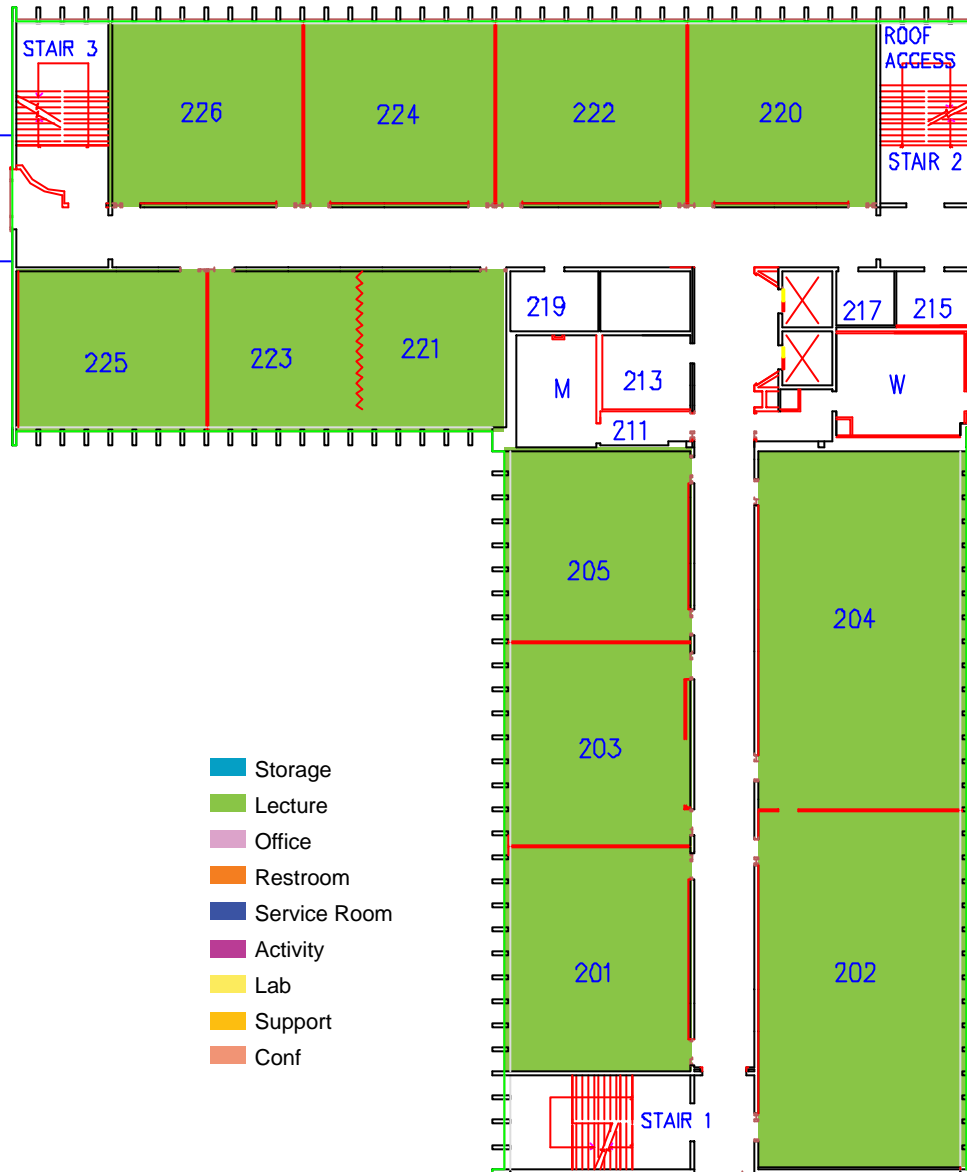 STAIR 3
ROOF
ACCESS
226
224
222
220
STAIR 2
219
217
215
225
223
221
213
M
W
211
205
204
203
201
202
STAIR 1
Storage
Lecture
Office
Restroom
Service Room
Activity
Lab
Support
Conf